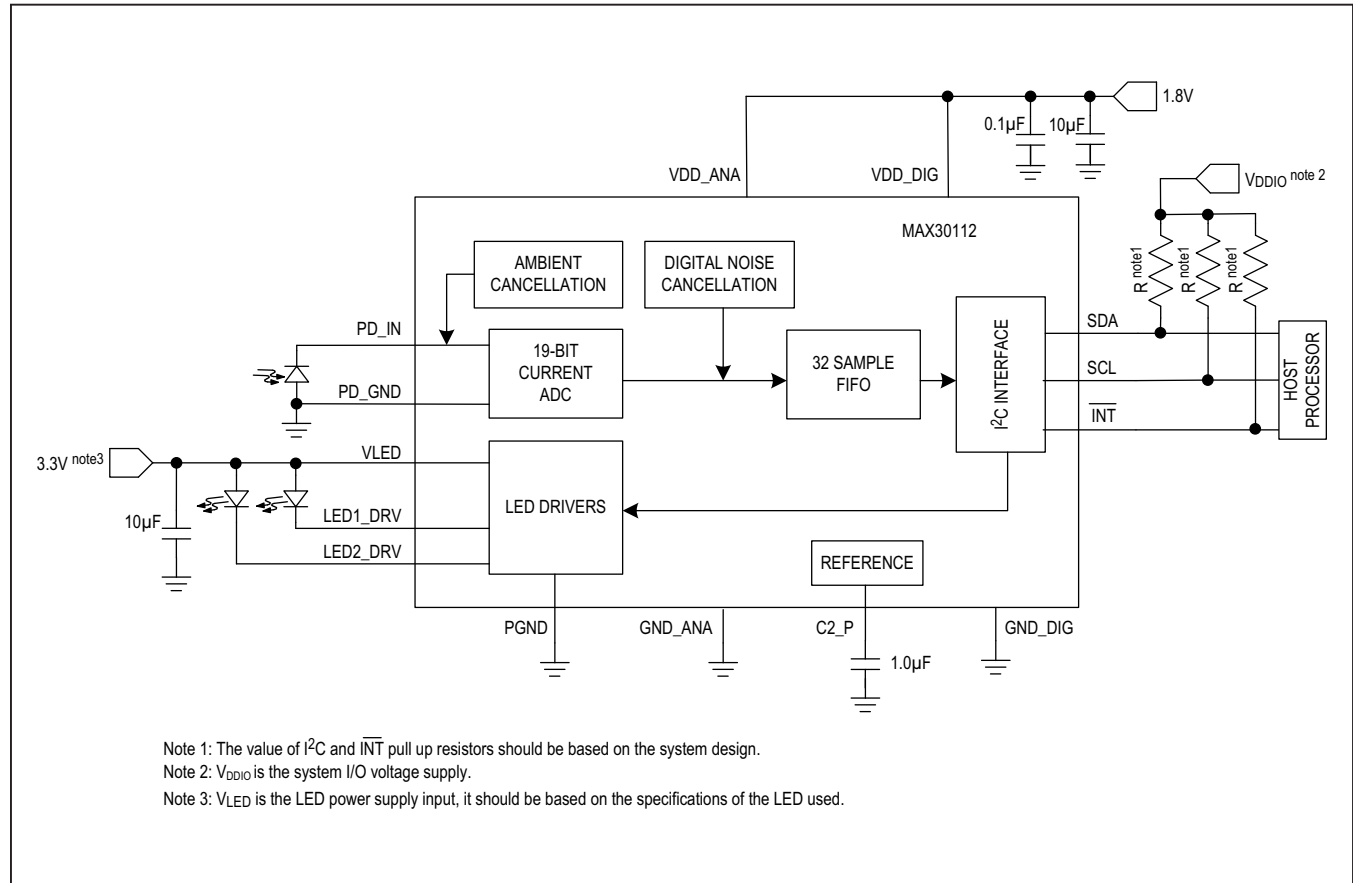 1.8V
0.1µF
10µF
VDD_ANA
VDD_DIG
VDDIO note 2
MAX30112
R note1
R note1
R note1
AMBIENT
CANCELLATION
DIGITAL NOISE
CANCELLATION
PD_IN
SDA
19-BIT
CURRENT
ADC
32 SAMPLE
FIFO
I2C INTERFACE
SCL
HOST
PROCESSOR
PD_GND
INT
3.3V note3
VLED
10µF
LED DRIVERS
LED1_DRV
LED2_DRV
REFERENCE
PGND
GND_ANA
C2_P
GND_DIG
1.0µF
Note 1: The value of I2C and INT pull up resistors should be based on the system design.
Note 2: VDDIO is the system I/O voltage supply.
Note 3: VLED is the LED power supply input, it should be based on the specifications of the LED used.